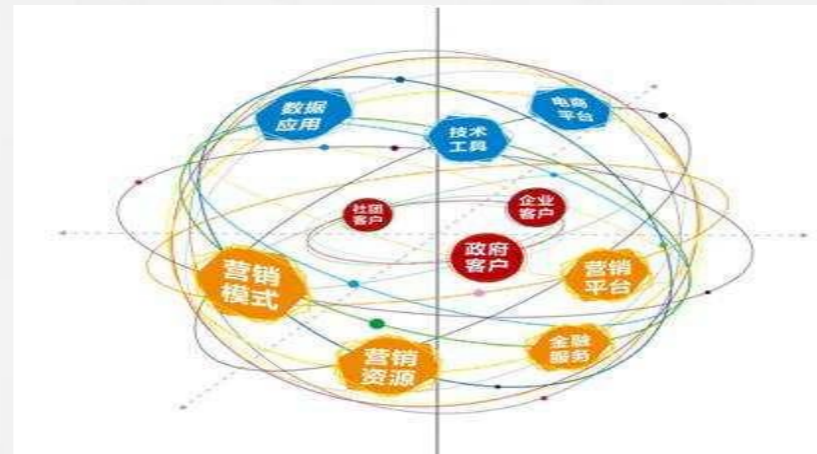 数据
应用
技术
工具
电商
平台
社团
客户
企业
客户
政府
客户
营销
模式
营销
平台
营销
资源
金融
服务